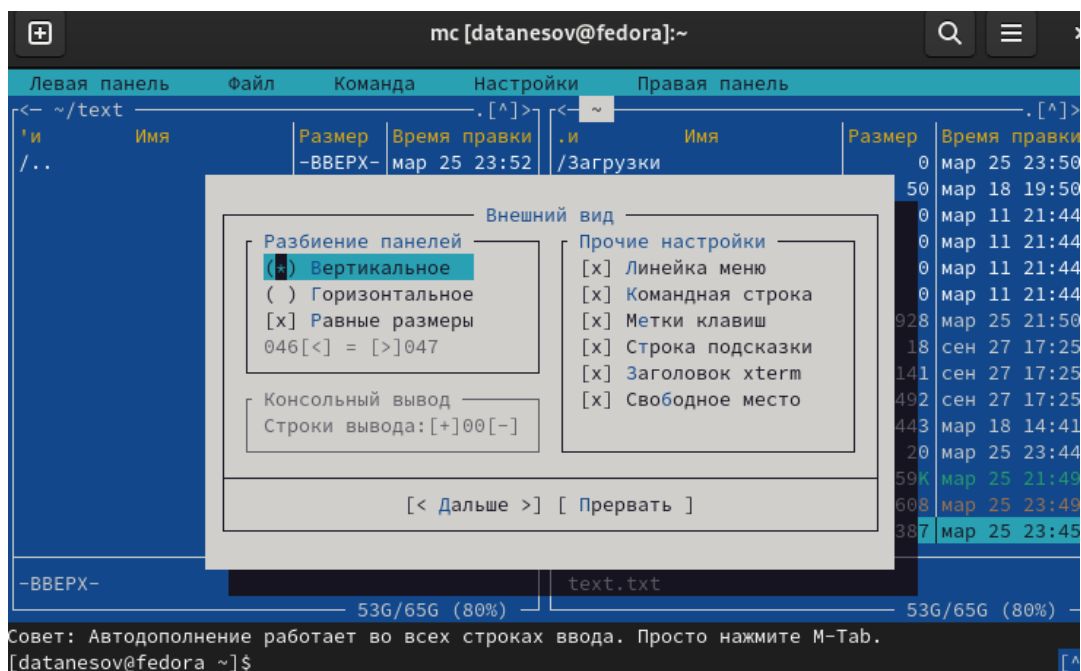 mc [datanesov@fedora]:~
Левая панель Файл Команда Настройки Правая панель
<— ~/text .[^]> <— ~ .[^]>
'и Имя Размер Время правки .и Имя Размер Время правки
/.. -ВВЕРХ- мар 25 23:52 /Загрузки 0 мар 25 23:50
50 мар 18 19:50
Внешний вид 0 мар 11 21:44
Разбиение панелей Прочие настройки 0 мар 11 21:44
(*) Вертикальное [x] Линейка меню 0 мар 11 21:44
( ) Горизонтальное [x] Командная строка 0 мар 11 21:44
[x] Равные размеры [x] Метки клавиш 928 мар 25 21:50
046[<] = [>]047 [x] Строка подсказки 18 сен 27 17:25
[x] Заголовок xterm 141 сен 27 17:25
Консольный вывод [x] Свободное место 492 сен 27 17:25
Строки вывода:[+]00[-] 443 мар 18 14:41
20 мар 25 23:44
59K мар 25 21:49
[< Дальше >] [ Прервать ] 608 мар 25 23:49
387 мар 25 23:45
-ВВЕРХ- text.txt
53G/65G (80%) 53G/65G (80%)
Совет: Автодополнение работает во всех строках ввода. Просто нажмите M-Tab.
[datanesov@fedora ~]$ [^